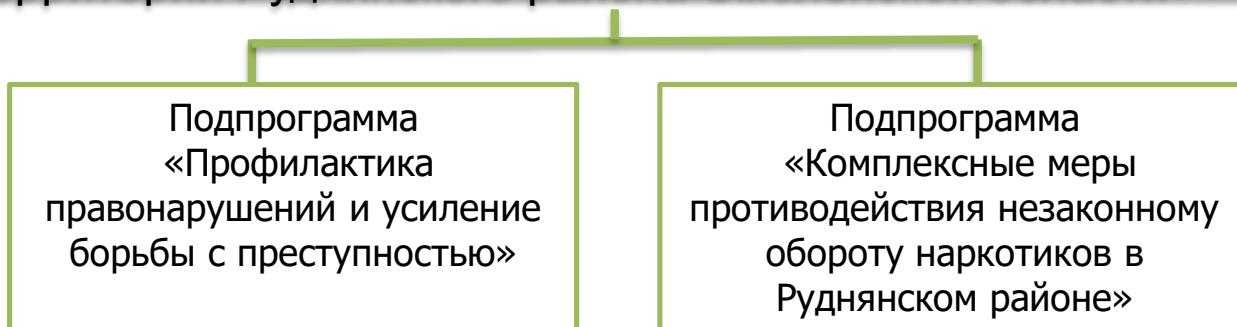 Подпрограмма
«Профилактика
правонарушений и усиление
борьбы с преступностью»
Подпрограмма
«Комплексные меры
противодействия незаконному
обороту наркотиков в
Руднянском районе»